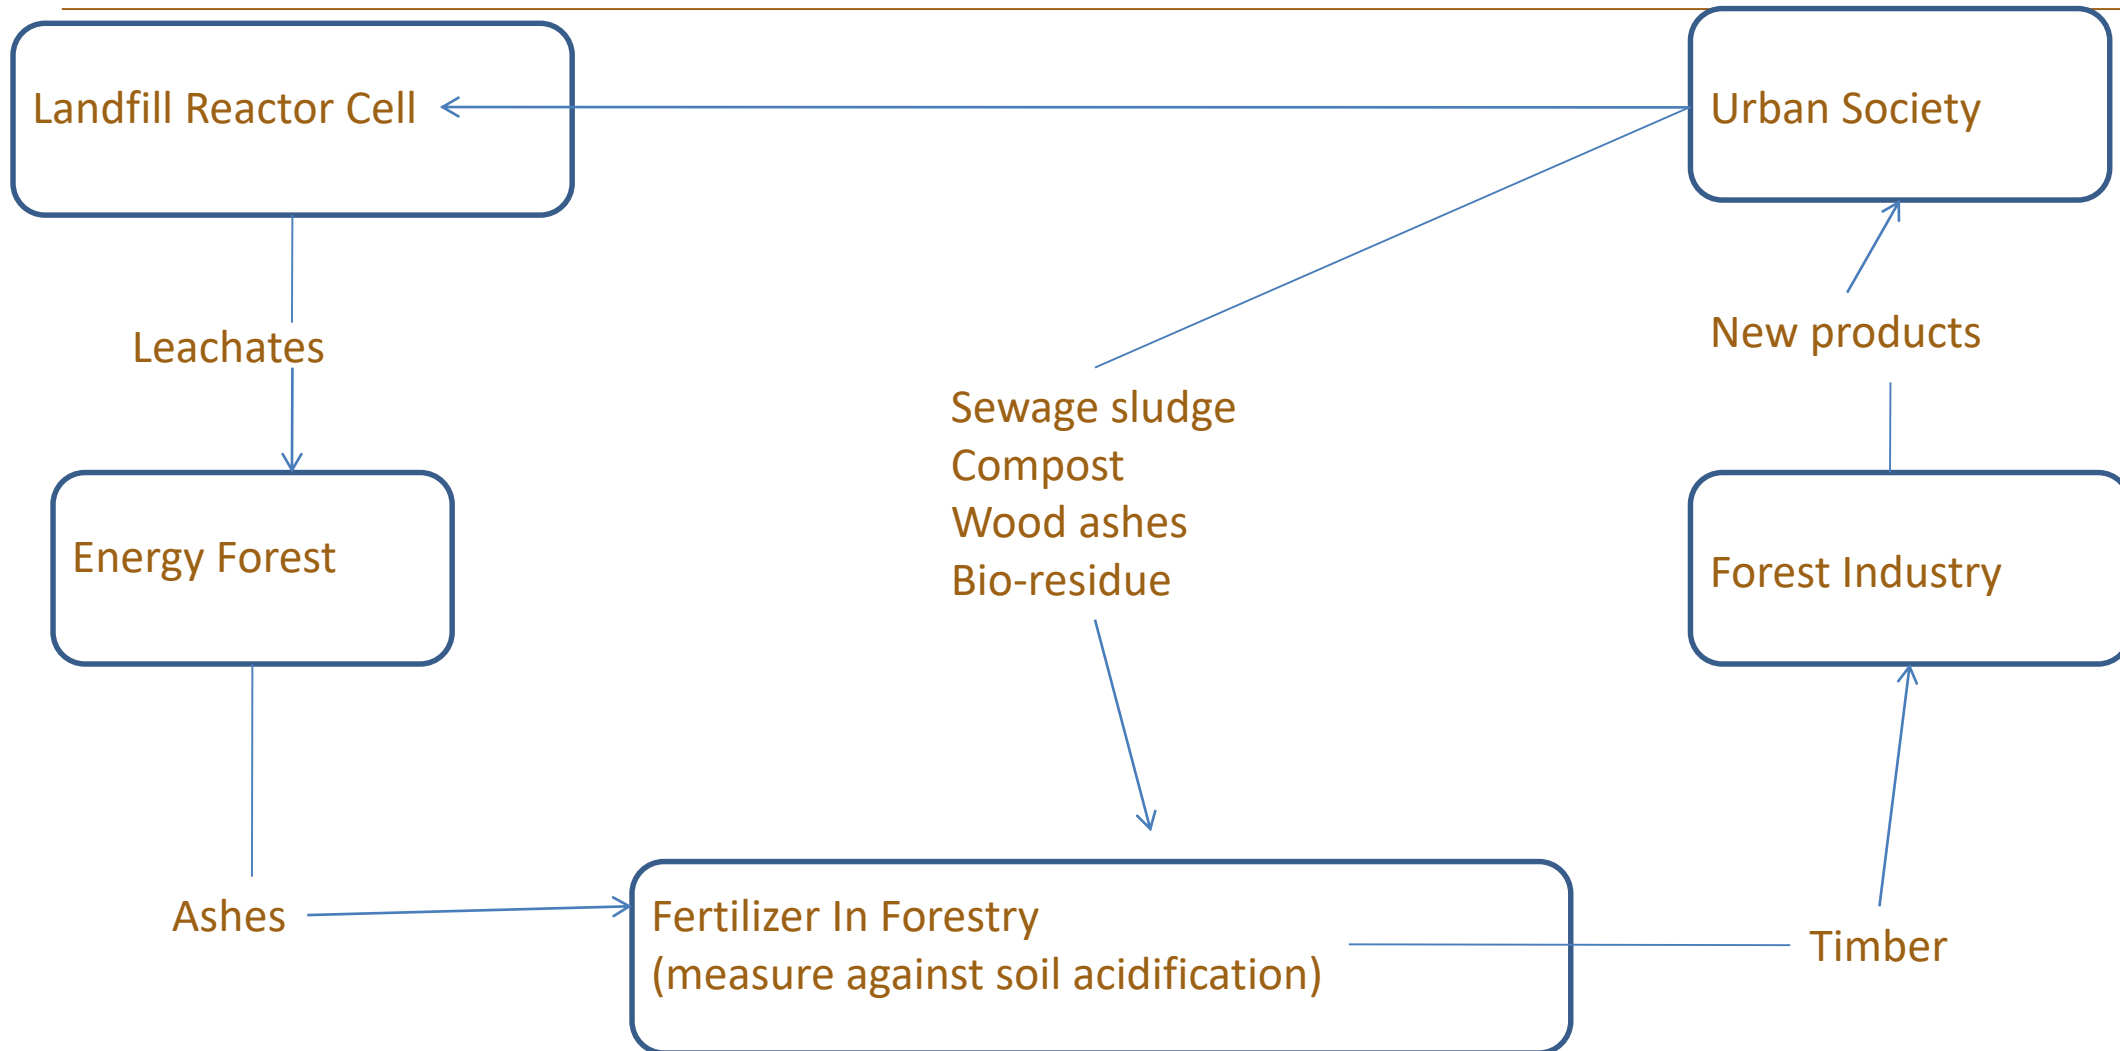 Landfill Reactor Cell
Urban Society
Leachates
New products
Sewage sludge
Compost
Wood ashes
Bio-residue
Energy Forest
Forest Industry
Ashes
Fertilizer In Forestry
(measure against soil acidification)
Timber